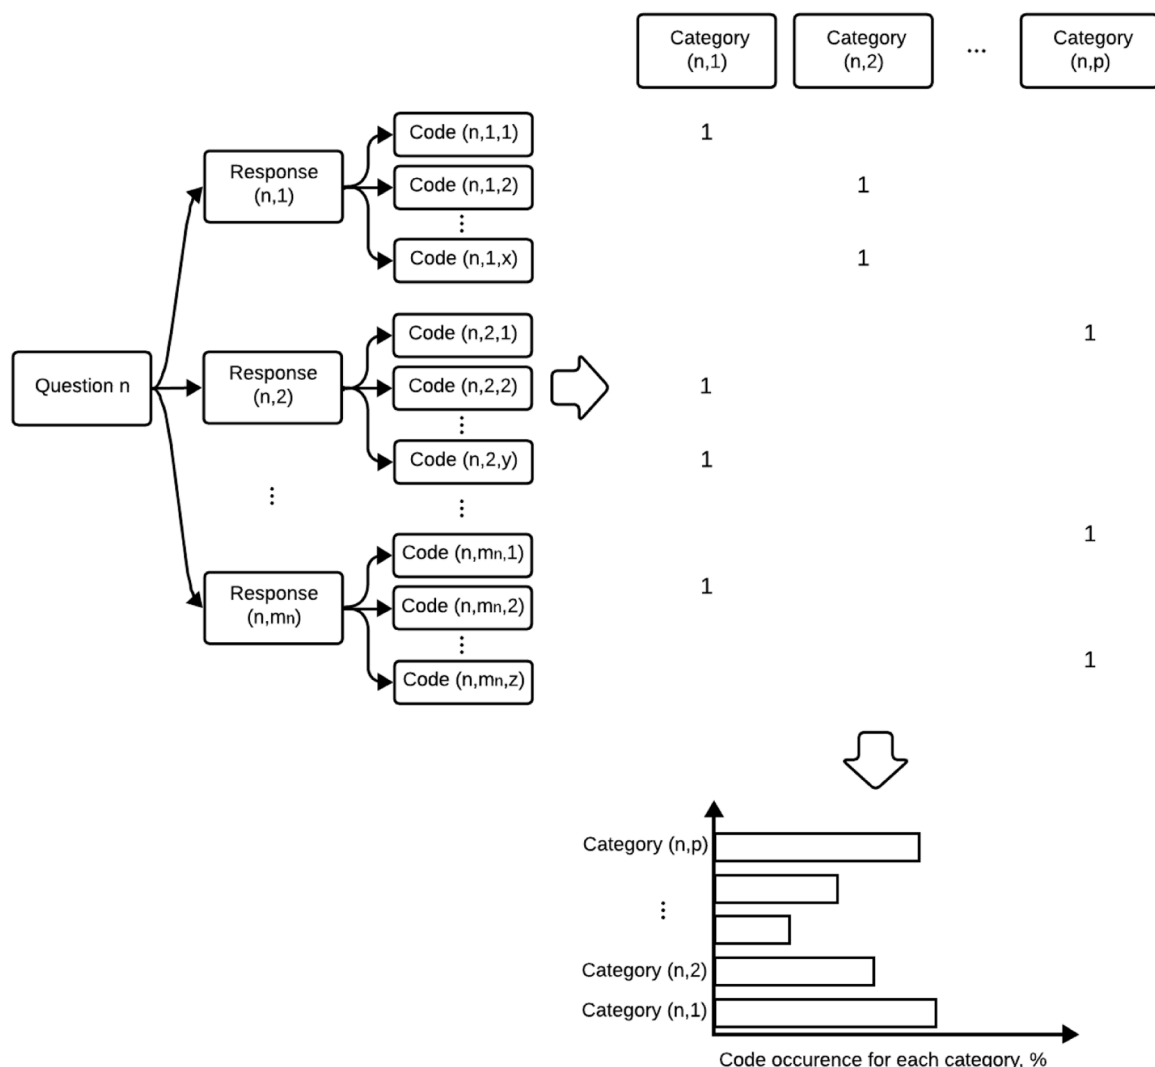 Category
(n,1)
Category
(n,2)
...
Category
(n,p)
Question n
Response
(n,1)
Code (n,1,1)
1
Code (n,1,2)
1
⋮
Code (n,1,x)
1
Response
(n,2)
Code (n,2,1)
1
Code (n,2,2)
1
⋮
Code (n,2,y)
1
⋮
⋮
Response
(n,mn)
Code (n,mn,1)
1
Code (n,mn,2)
1
⋮
Code (n,mn,z)
1
Category (n,p)
⋮
Category (n,2)
Category (n,1)
Code occurence for each category, %